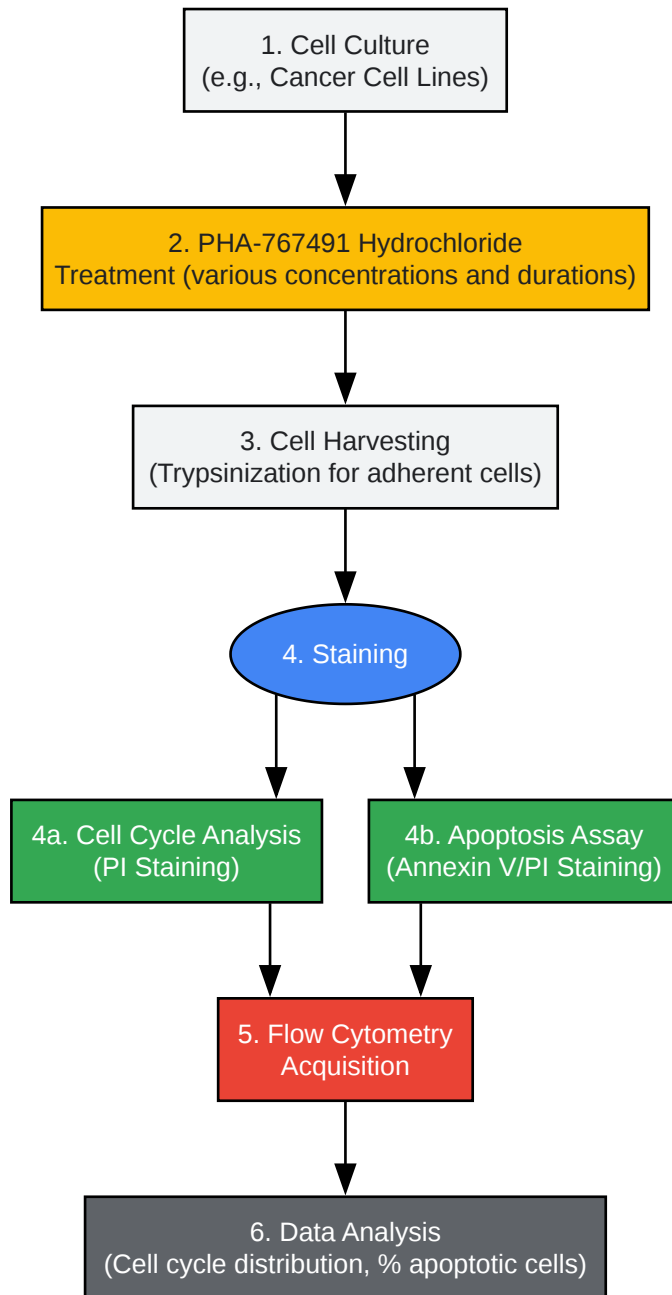 1. Cell Culture
(e.g., Cancer Cell Lines)
2. PHA-767491 Hydrochloride
Treatment (various concentrations and durations)
3. Cell Harvesting
(Trypsinization for adherent cells)
4. Staining
4a. Cell Cycle Analysis
(PI Staining)
4b. Apoptosis Assay
(Annexin V/PI Staining)
5. Flow Cytometry
Acquisition
6. Data Analysis
(Cell cycle distribution, % apoptotic cells)